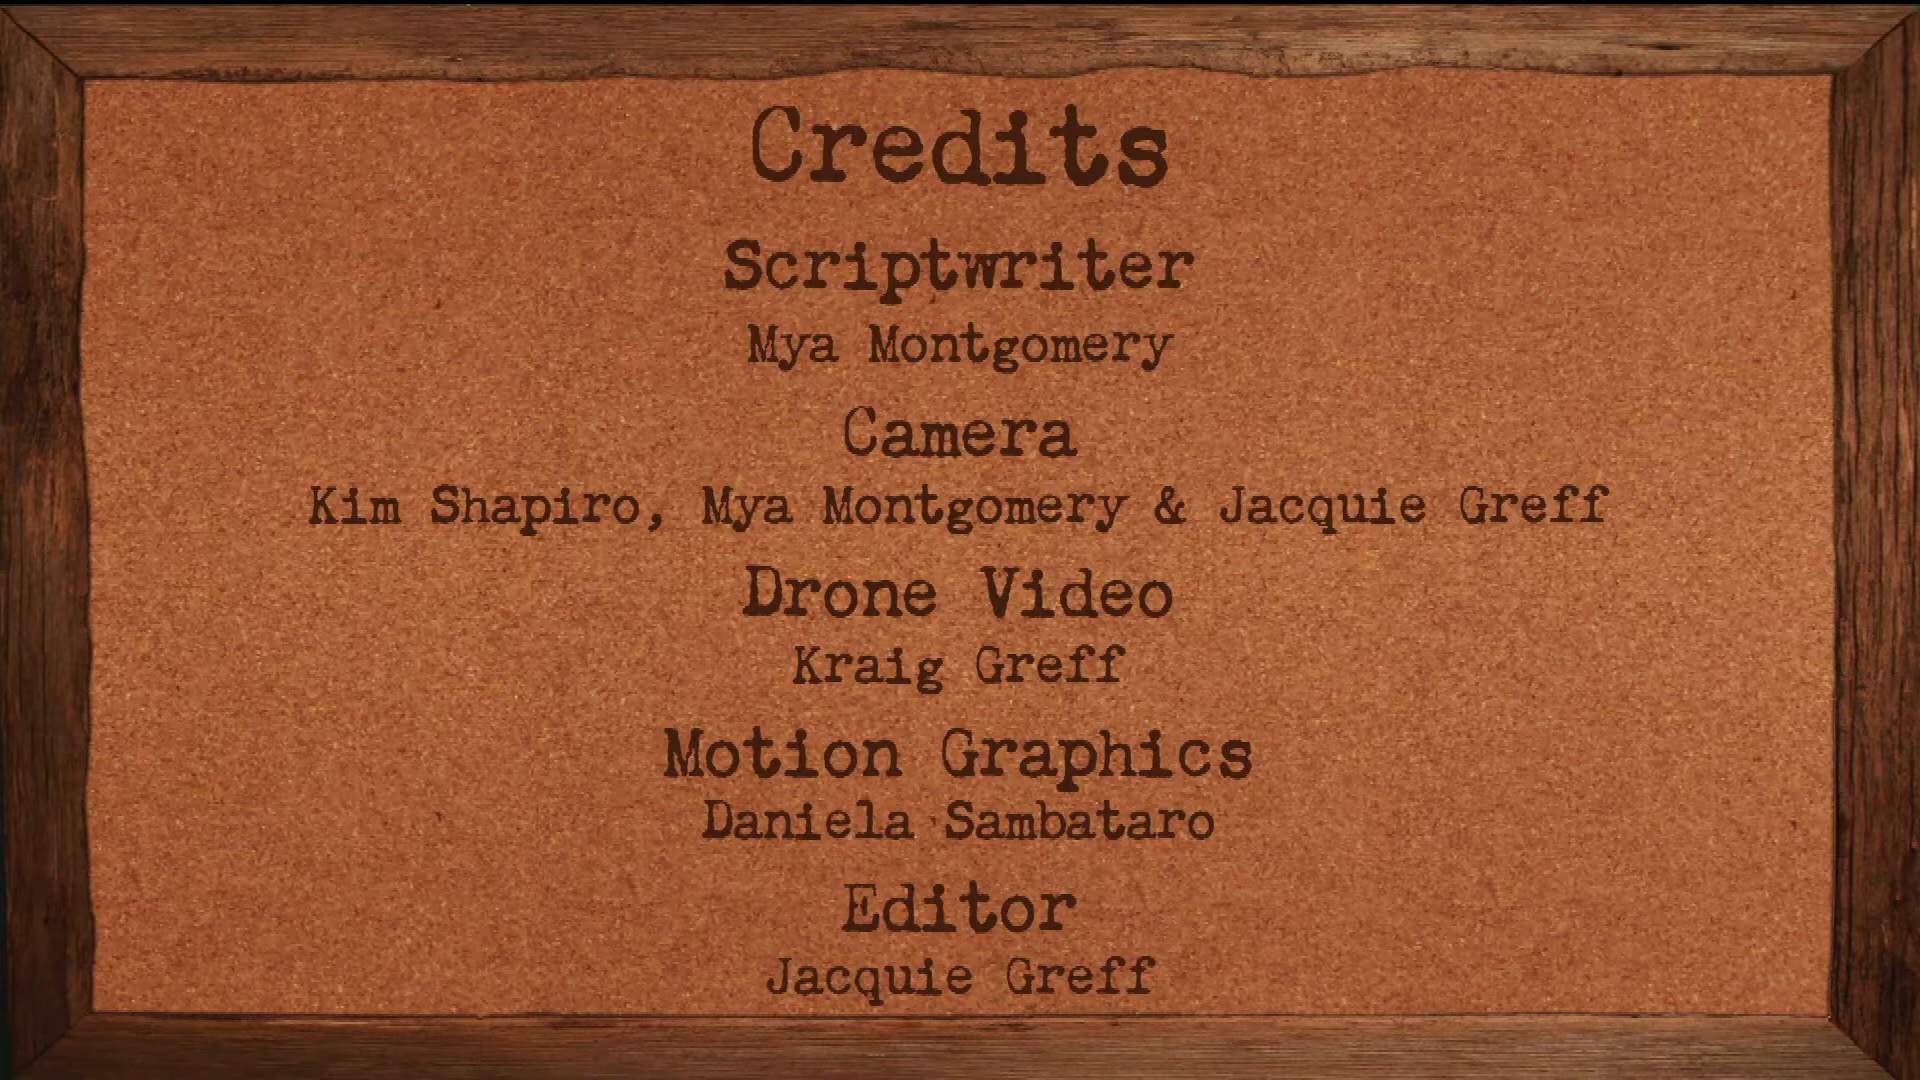 Credits
Scriptwriter
Mya Montgomery
Camera
Kim Shapiro, Mya Montgomery & Jacquie Greff
Drone Video
Kraig Greff
Motion Graphics
Daniela Sambataro
Editor
Jacquie Greff